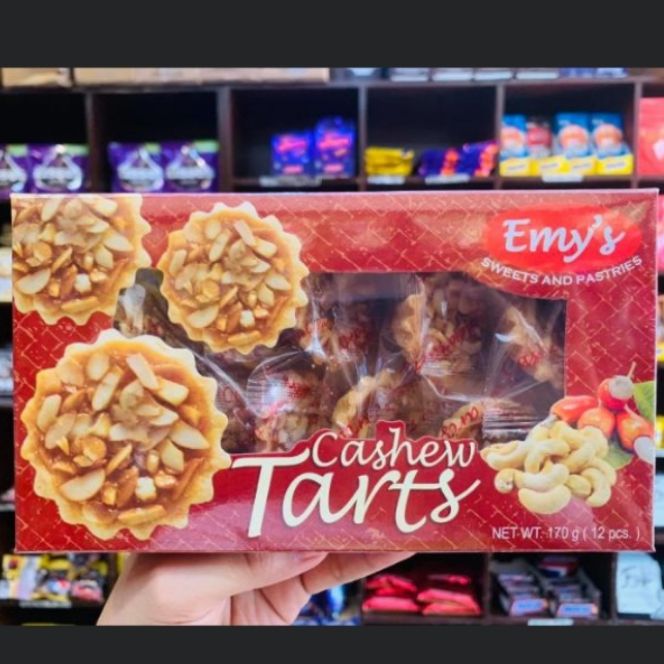 Emy's
SWEETS AND PASTRIES
Cashew
Tarts
NET WT. 170 g ( 12 pcs. )